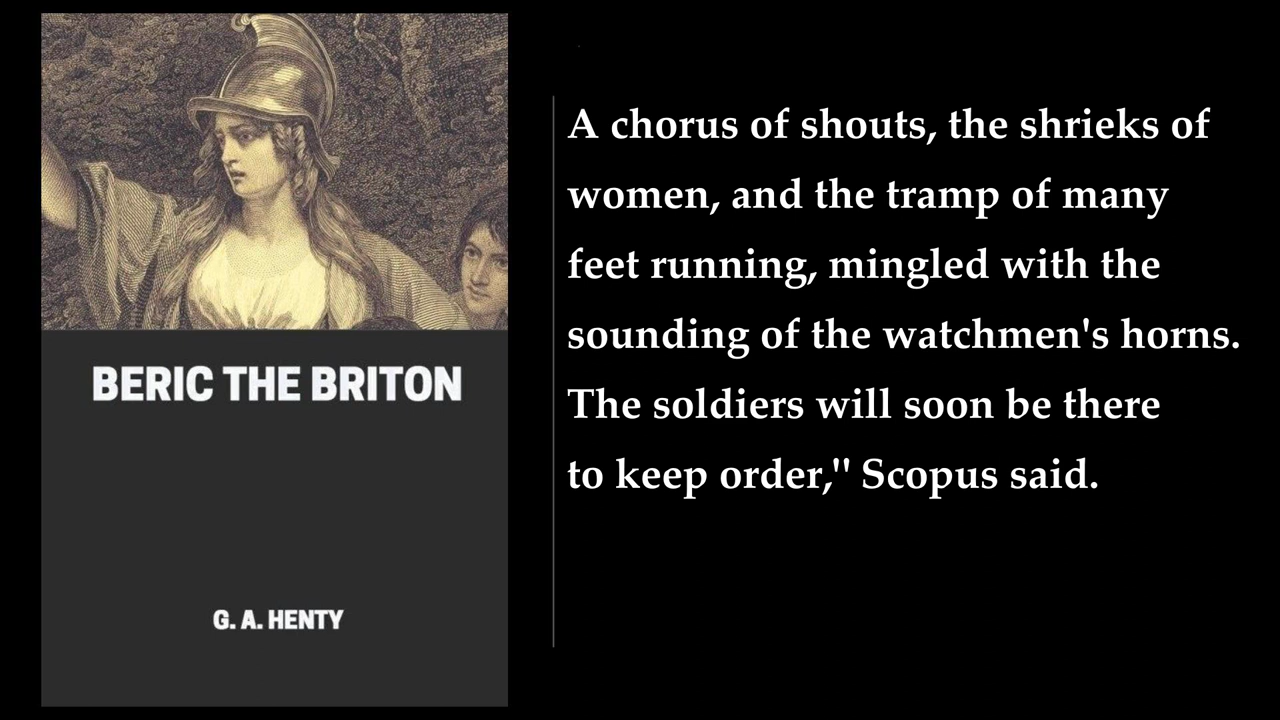 BERIC THE BRITON
G. A. HENTY
A chorus of shouts, the shrieks of
women, and the tramp of many
feet running, mingled with the
sounding of the watchmen's horns.
The soldiers will soon be there
to keep order," Scopus said.